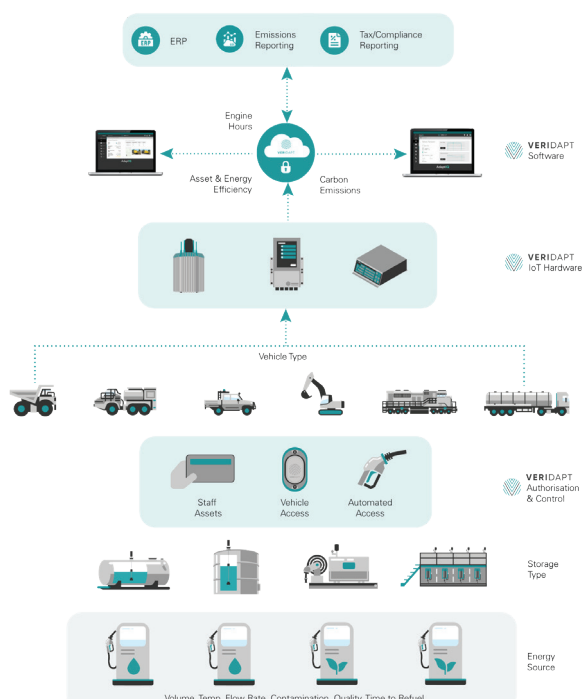 ERP
ERP
Emissions
Reporting
Tax/Compliance
Reporting
Engine
Hours
VERIDAPT
Asset & Energy
Efficiency
Carbon
Emissions
VERIDAPT
Software
VERIDAPT
IoT Hardware
Vehicle Type
Staff
Assets
Vehicle
Access
Automated
Access
VERIDAPT
Authorisation
& Control
Storage
Type
Energy
Source
Volume, Temp, Flow Rate, Contamination, Quality, Time to Refuel